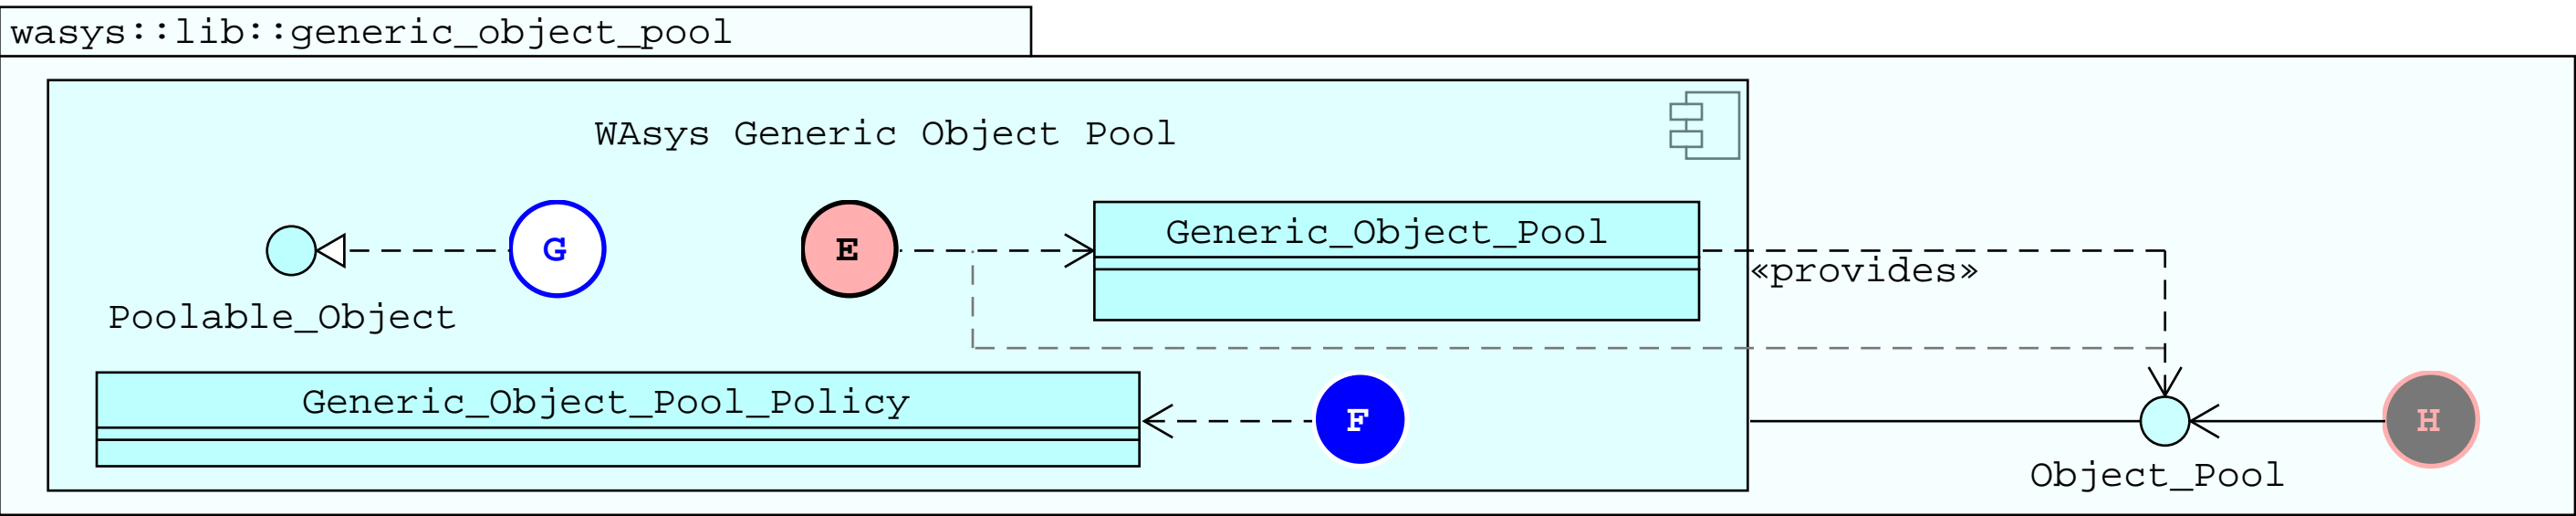 wasys::lib::generic_object_pool
WAsys Generic Object Pool
G
E
Generic_Object_Pool
«provides»
Poolable_Object
Generic_Object_Pool_Policy
F
H
Object_Pool